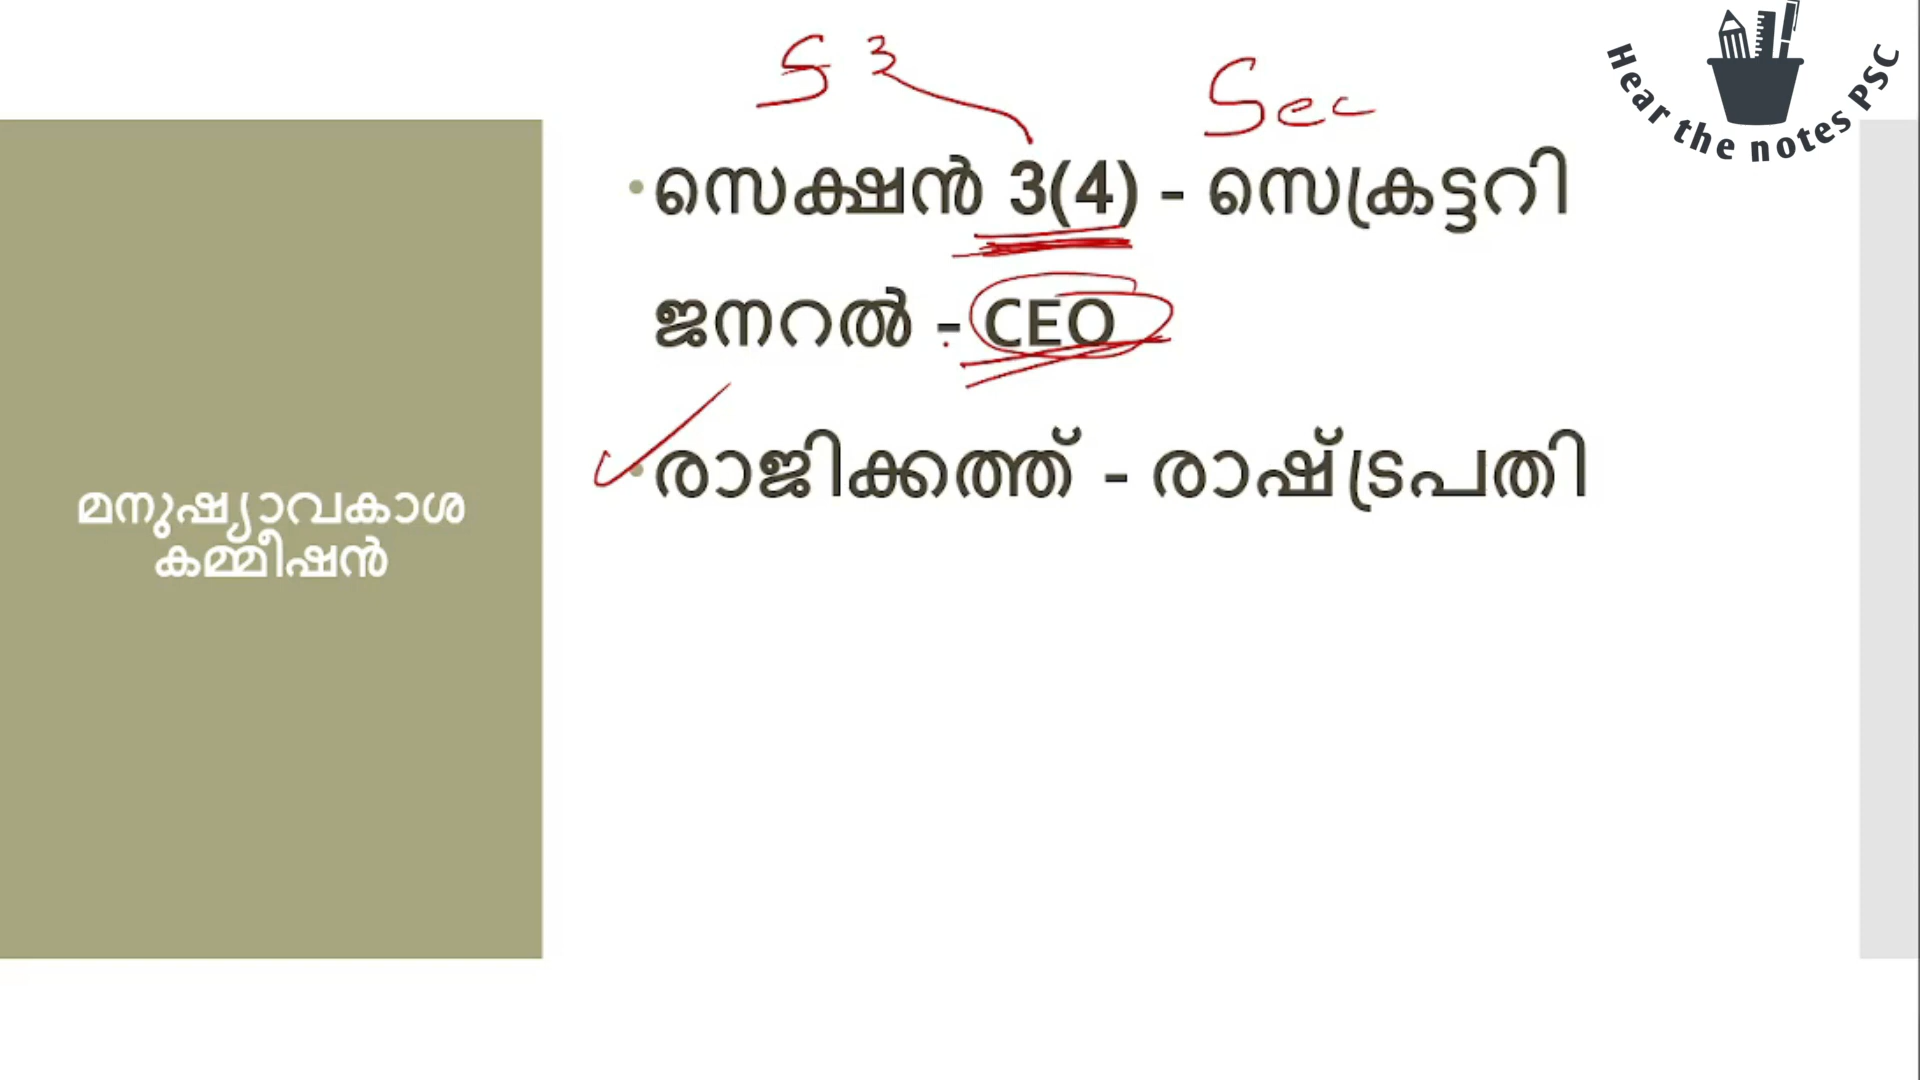 Hear the notes PSC
S 3
Sec
സെക്ഷൻ 3(4) - സെക്രട്ടറി
ജനറൽ - CEO
രാജിക്കത്ത് - രാഷ്ട്രപതി
മനുഷ്യാവകാശ
കമ്മീഷൻ